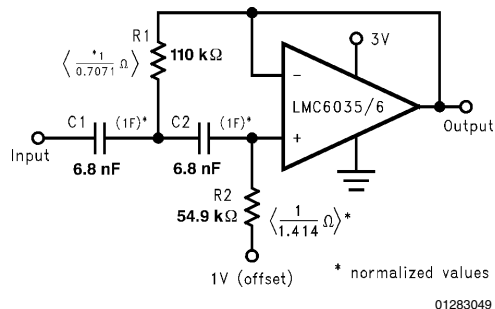 R1
3V
⟨ *1 / 0.7071 Ω ⟩
110 kΩ
−
LMC6035/6
C1
(1F)*
C2
(1F)*
+
Output
Input
6.8 nF
6.8 nF
R2
54.9 kΩ
⟨ 1 / 1.414 Ω ⟩*
1V (offset)
* normalized values
01283049